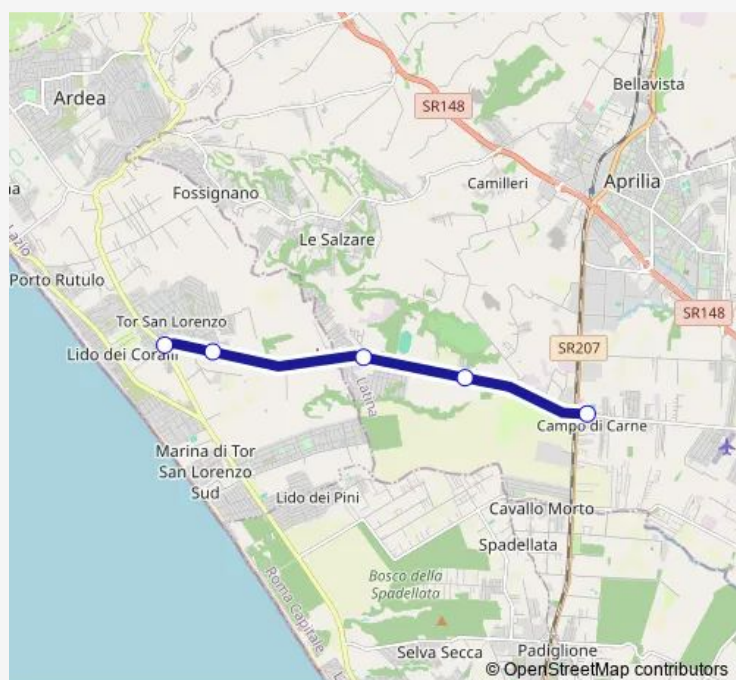 Ardea
SR148
Bellavista
Fossignano
Camilleri
Aprilia
Le Salzare
Lazio
Porto Rutulo
Tor San Lorenzo
SR148
Lido dei Coralli
SR207
Latina
Campo di Carne
Marina di Tor
San Lorenzo
Sud
Lido dei Pini
Cavallo Morto
Spadellata
Bosco della
Spadellata
Roma Capitale
Selva Secca
Padiglione
© OpenStreetMap contributors